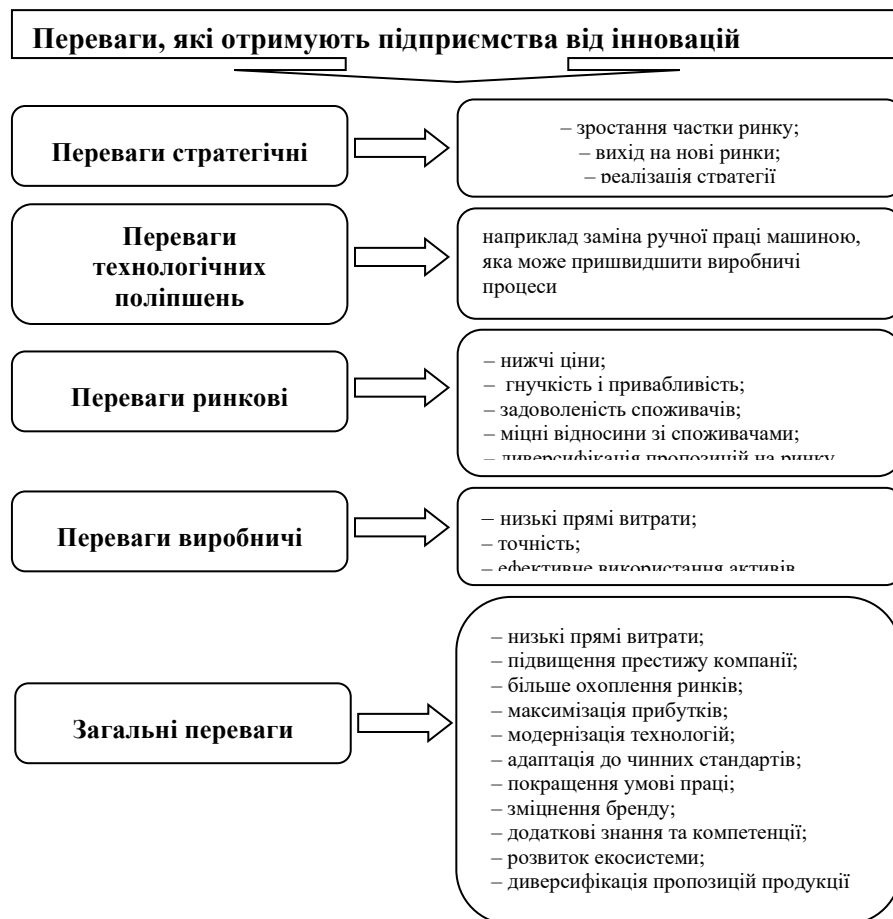 Переваги, які отримують підприємства від інновацій
Переваги стратегічні
– зростання частки ринку;
– вихід на нові ринки;
– реалізація стратегії
Переваги
технологічних
поліпшень
наприклад заміна ручної праці машиною,
яка може пришвидшити виробничі
процеси
Переваги ринкові
– нижчі ціни;
– гнучкість і привабливість;
– задоволеність споживачів;
– міцні відносини зі споживачами;
– диверсифікація пропозицій на ринку
Переваги виробничі
– низькі прямі витрати;
– точність;
– ефективне використання активів
Загальні переваги
– низькі прямі витрати;
– підвищення престижу компанії;
– більше охоплення ринків;
– максимізація прибутків;
– модернізація технологій;
– адаптація до чинних стандартів;
– покращення умові праці;
– зміцнення бренду;
– додаткові знання та компетенції;
– розвиток екосистеми;
– диверсифікація пропозицій продукції